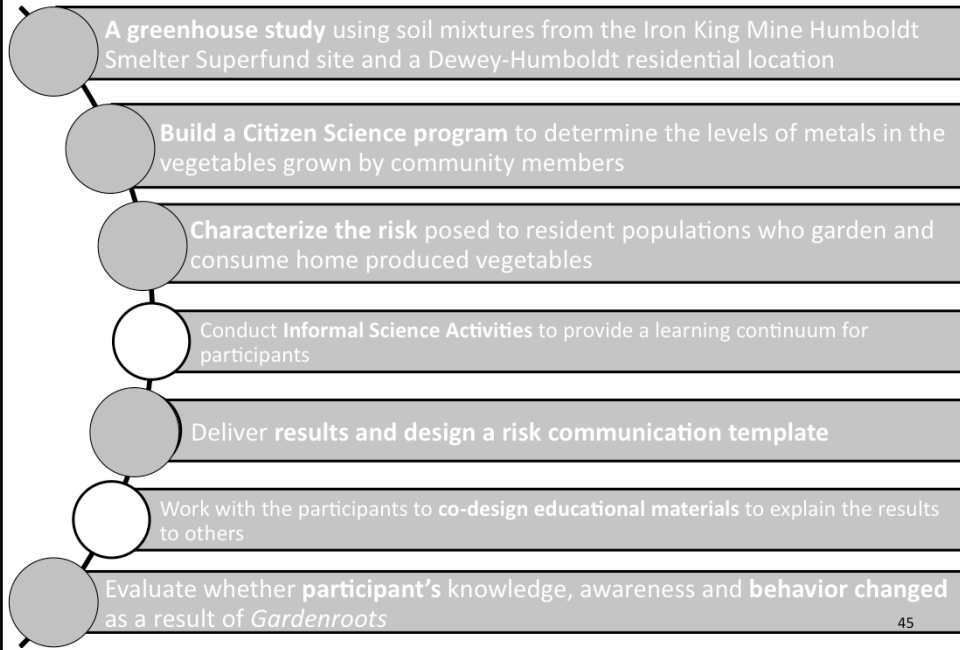 A greenhouse study using soil mixtures from the Iron King Mine Humboldt
Smelter Superfund site and a Dewey-Humboldt residential location
Build a Citizen Science program to determine the levels of metals in the
vegetables grown by community members
Characterize the risk posed to resident populations who garden and
consume home produced vegetables
Conduct Informal Science Activities to provide a learning continuum for
participants
Deliver results and design a risk communication template
Work with the participants to co-design educational materials to explain the results
to others
Evaluate whether participant's knowledge, awareness and behavior changed
as a result of Gardenroots
45